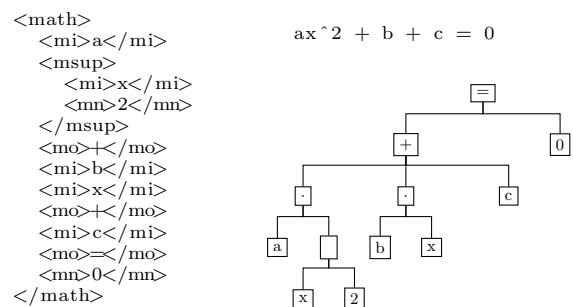 <math>
<mi>a</mi>
<msup>
<mi>x</mi>
<mn>2</mn>
</msup>
<mo>+</mo>
<mi>b</mi>
<mi>x</mi>
<mo>+</mo>
<mi>c</mi>
<mo>=</mo>
<mn>0</mn>
</math>
ax^2 + b + c = 0
=
+ 0
· · c
a b x
x 2